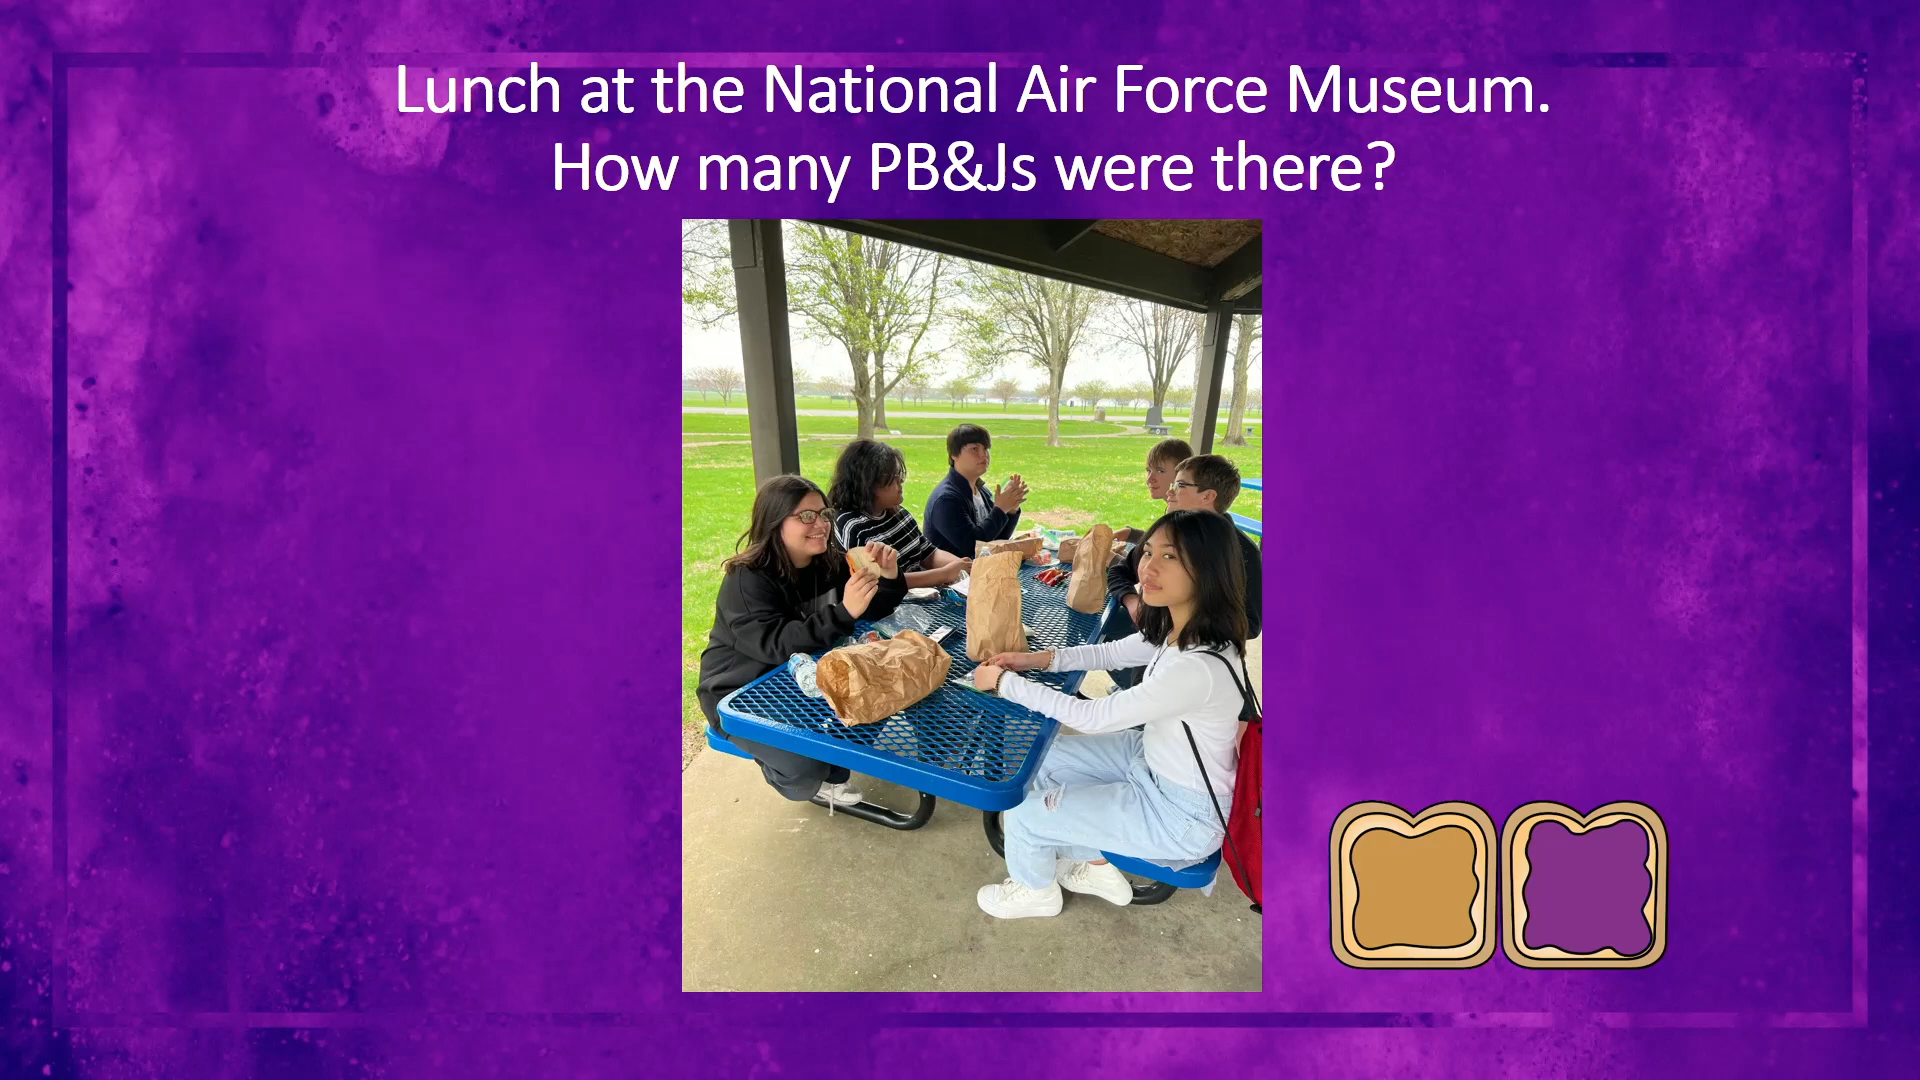 Lunch at the National Air Force Museum.
How many PB&Js were there?